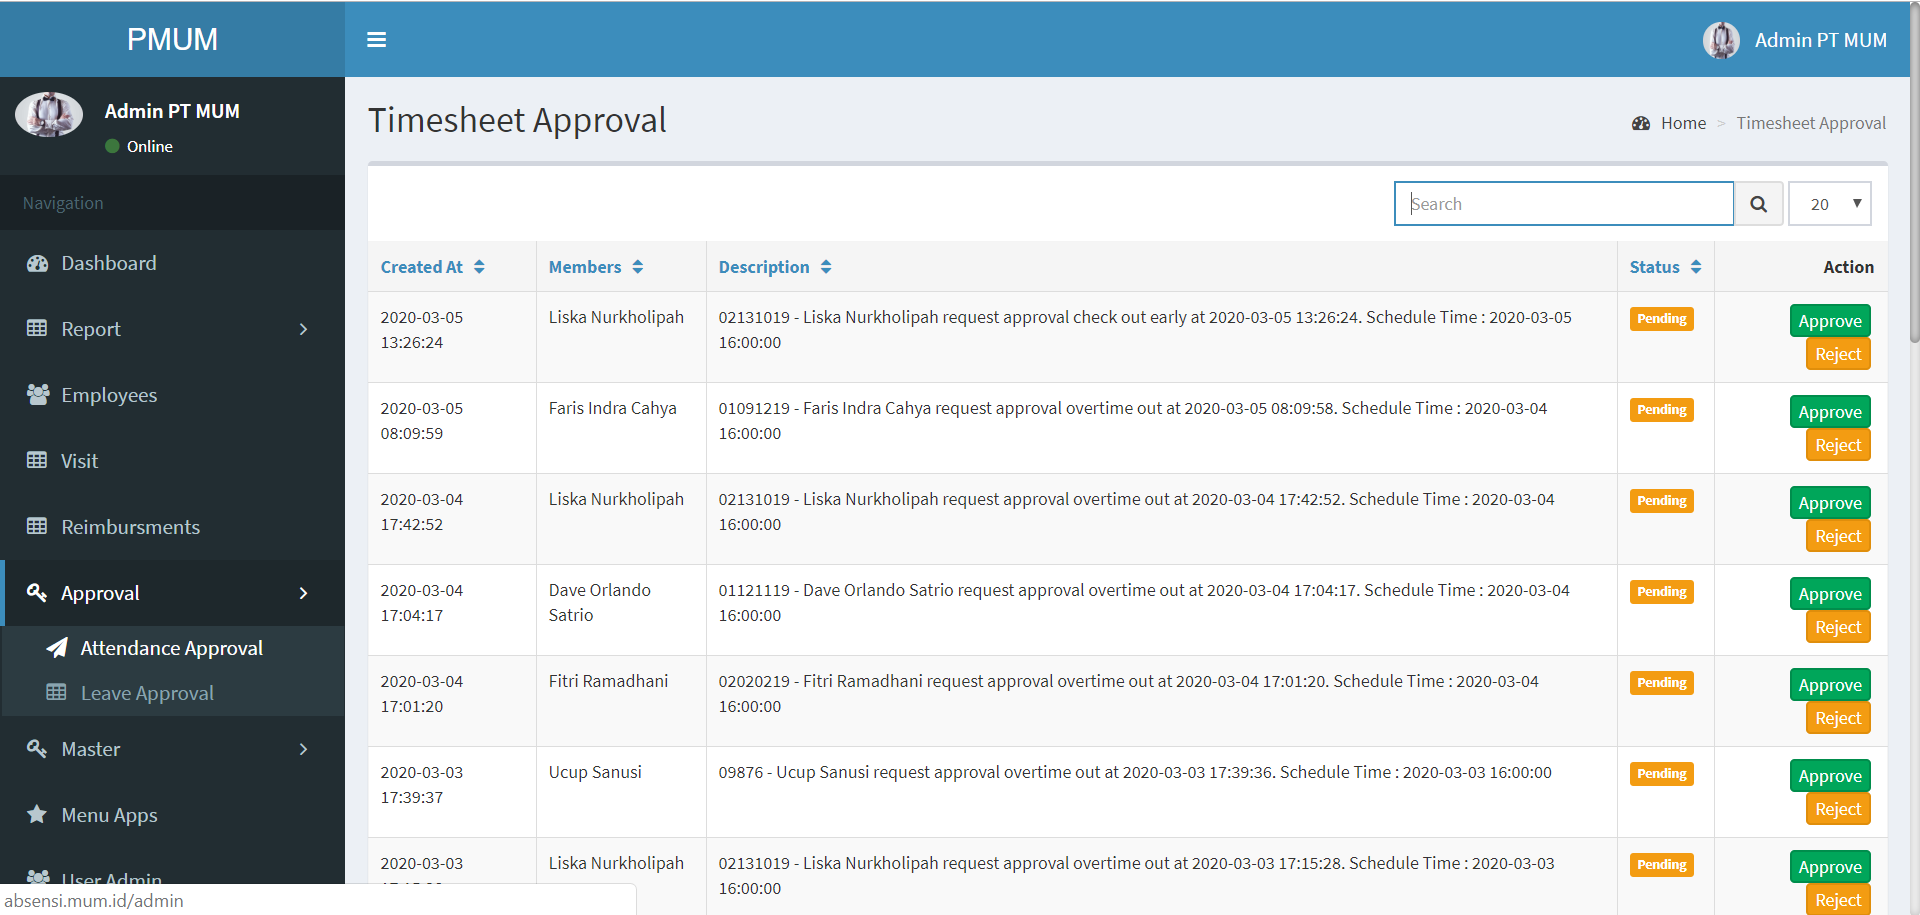 PMUM
Admin PT MUM
Admin PT MUM
Online
Navigation
Dashboard
Report
Employees
Visit
Reimbursments
Approval
Attendance Approval
Leave Approval
Master
Menu Apps
User Admin
absensi.mum.id/admin
Timesheet Approval
Home > Timesheet Approval
Search
20
Created At Members Description Status Action
2020-03-05 Liska Nurkholipah 02131019 - Liska Nurkholipah request approval check out early at 2020-03-05 13:26:24. Schedule Time : 2020-03-05 Pending Approve
13:26:24 16:00:00 Reject
2020-03-05 Faris Indra Cahya 01091219 - Faris Indra Cahya request approval overtime out at 2020-03-05 08:09:58. Schedule Time : 2020-03-04 Pending Approve
08:09:59 16:00:00 Reject
2020-03-04 Liska Nurkholipah 02131019 - Liska Nurkholipah request approval overtime out at 2020-03-04 17:42:52. Schedule Time : 2020-03-04 Pending Approve
17:42:52 16:00:00 Reject
2020-03-04 Dave Orlando 01121119 - Dave Orlando Satrio request approval overtime out at 2020-03-04 17:04:17. Schedule Time : 2020-03-04 Pending Approve
17:04:17 Satrio 16:00:00 Reject
2020-03-04 Fitri Ramadhani 02020219 - Fitri Ramadhani request approval overtime out at 2020-03-04 17:01:20. Schedule Time : 2020-03-04 Pending Approve
17:01:20 16:00:00 Reject
2020-03-03 Ucup Sanusi 09876 - Ucup Sanusi request approval overtime out at 2020-03-03 17:39:36. Schedule Time : 2020-03-03 16:00:00 Pending Approve
17:39:37 Reject
2020-03-03 Liska Nurkholipah 02131019 - Liska Nurkholipah request approval overtime out at 2020-03-03 17:15:28. Schedule Time : 2020-03-03 Pending Approve
16:00:00 Reject